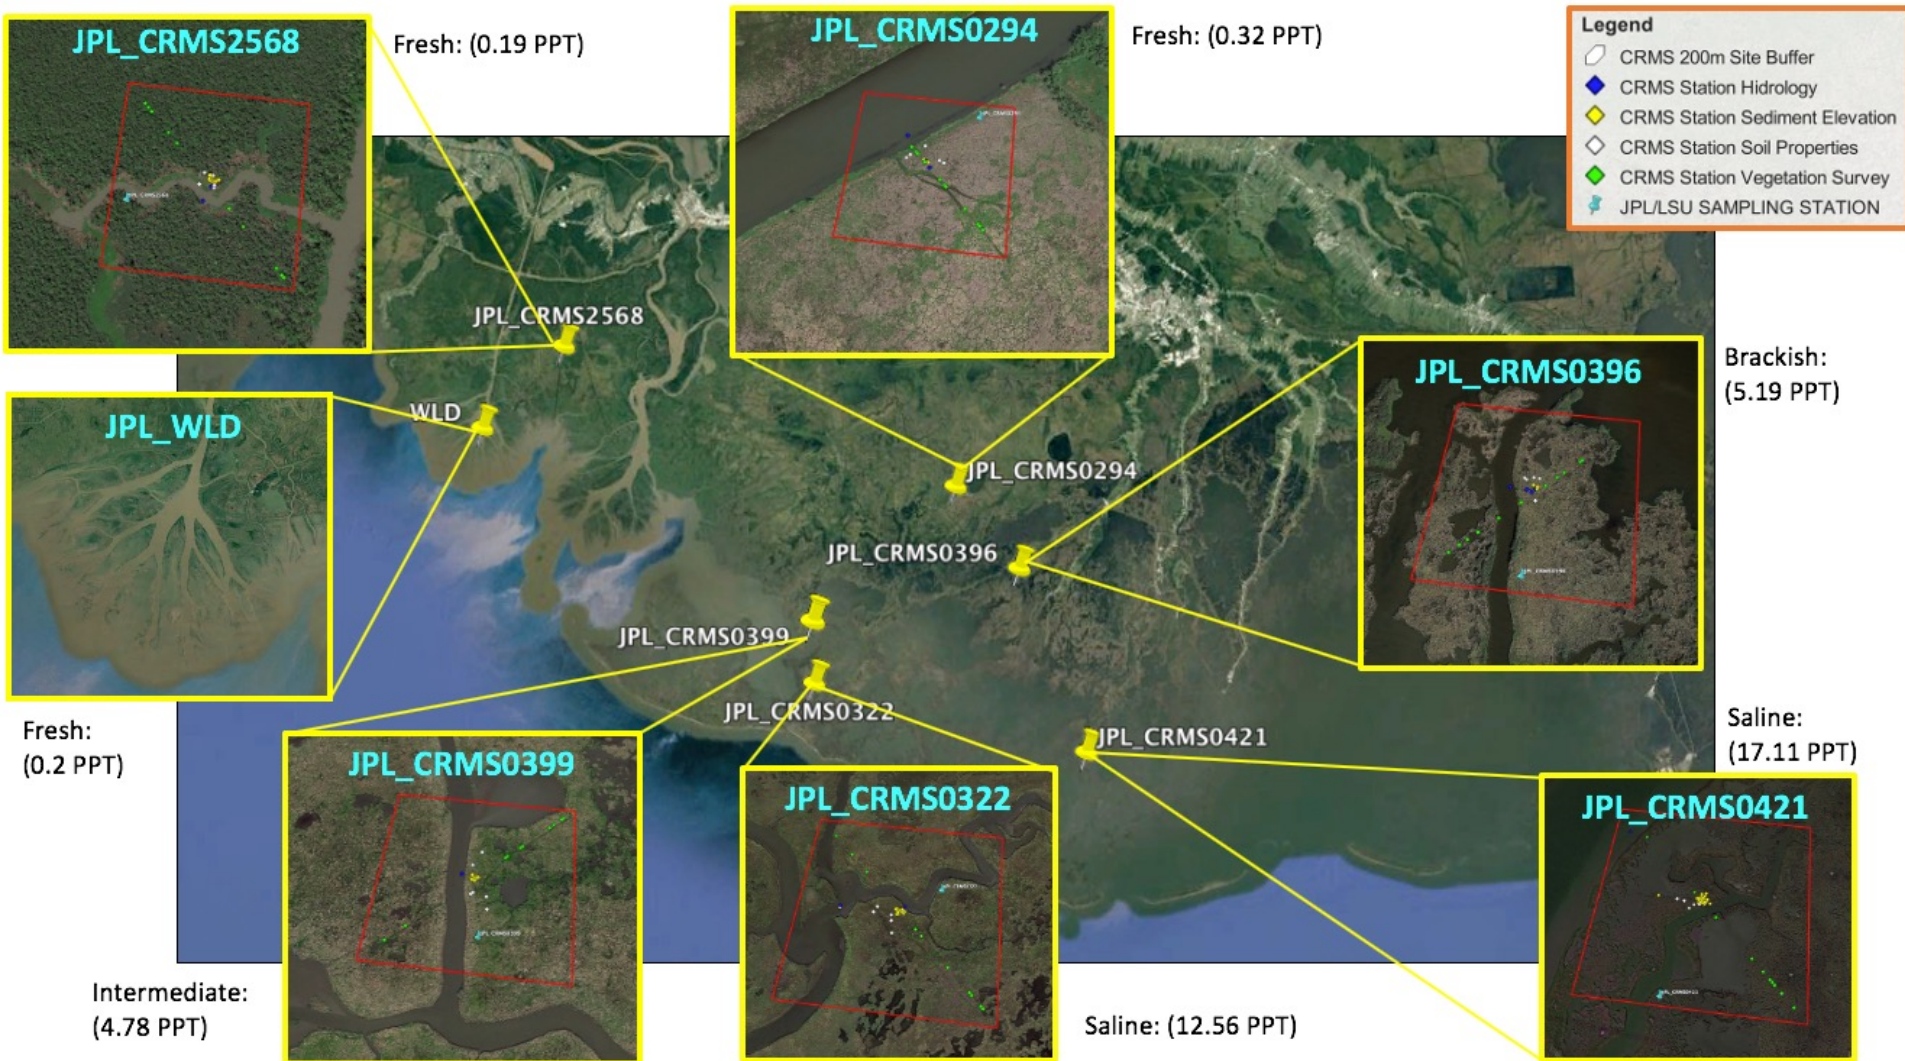 JPL_CRMS2568
Fresh: (0.19 PPT)
JPL_CRMS0294
Fresh: (0.32 PPT)
Legend
CRMS 200m Site Buffer
CRMS Station Hidrology
CRMS Station Sediment Elevation
CRMS Station Soil Properties
CRMS Station Vegetation Survey
JPL/LSU SAMPLING STATION
JPL_CRMS2568
JPL_CRMS0396
Brackish:
(5.19 PPT)
JPL_WLD
WLD
JPL_CRMS0294
JPL_CRMS0396
JPL_CRMS0399
JPL_CRMS0322
JPL_CRMS0421
Fresh:
(0.2 PPT)
Saline:
(17.11 PPT)
JPL_CRMS0399
JPL_CRMS0322
JPL_CRMS0421
Intermediate:
(4.78 PPT)
Saline: (12.56 PPT)